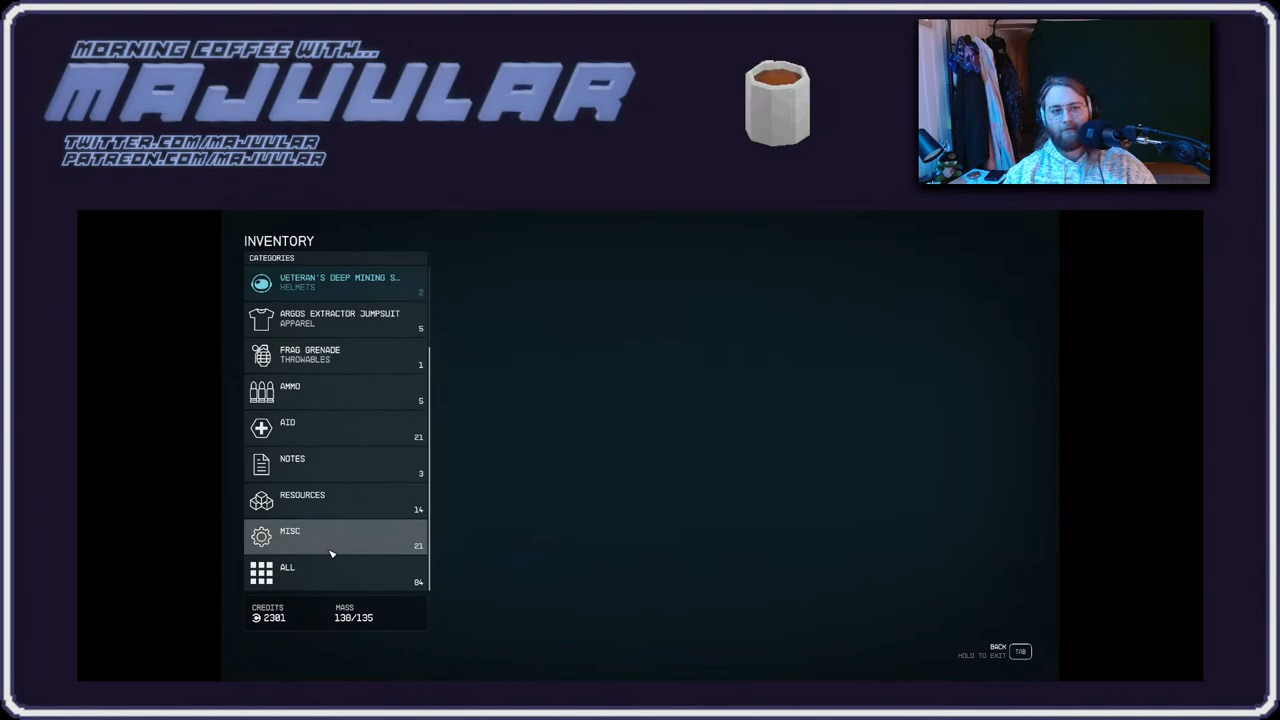 MORNING COFFEE WITH...
MAJUULAR
TWITTER.COM/MAJUULAR
PATREON.COM/MAJUULAR
INVENTORY
CATEGORIES
VETERAN'S DEEP MINING S...
HELMETS
2
ARGOS EXTRACTOR JUMPSUIT
APPAREL
5
FRAG GRENADE
THROWABLES
1
AMMO
5
AID
21
NOTES
3
RESOURCES
14
MISC
21
ALL
84
CREDITS MASS
2301 138/135
BACK
HOLD TO EXIT TAB